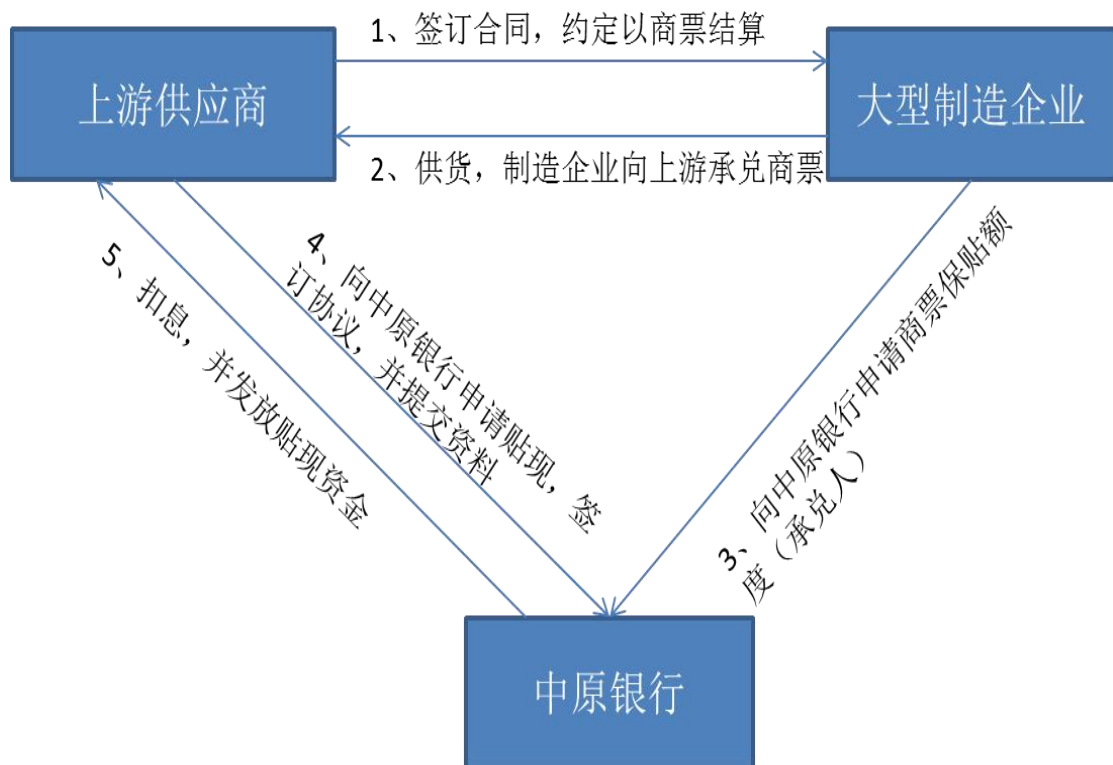 1、签订合同，约定以商票结算
上游供应商
大型制造企业
2、供货，制造企业向上游承兑商票
3、向中原银行申请商票保贴额
度（承兑人）
4、向中原银行申请贴现，签
订协议，并提交资料
5、扣息，并发放贴现资金
中原银行